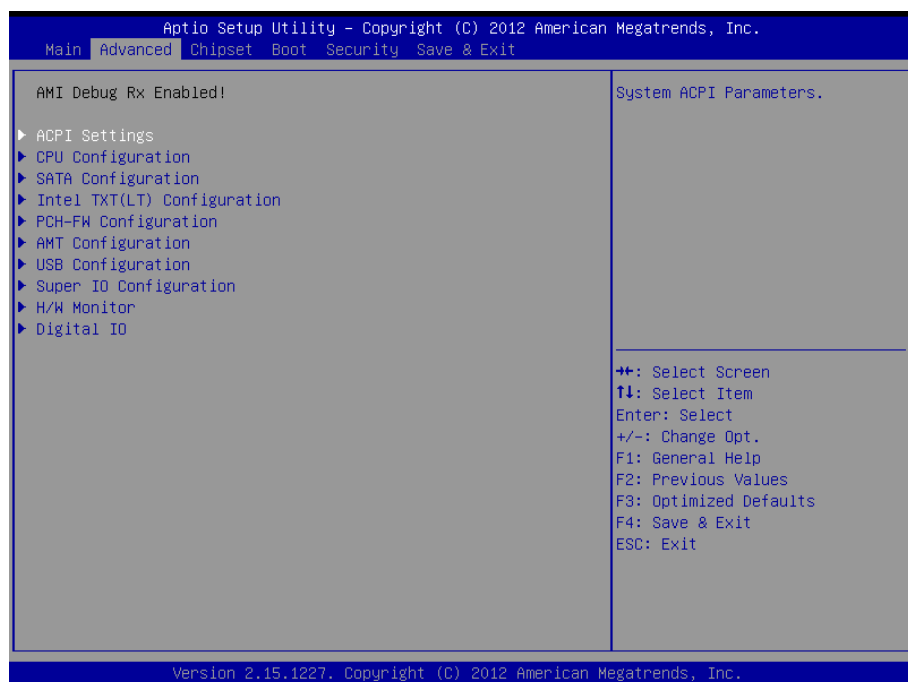 Aptio Setup Utility – Copyright (C) 2012 American Megatrends, Inc.
Main Advanced Chipset Boot Security Save & Exit
AMI Debug Rx Enabled!
► ACPI Settings
► CPU Configuration
► SATA Configuration
► Intel TXT(LT) Configuration
► PCH-FW Configuration
► AMT Configuration
► USB Configuration
► Super IO Configuration
► H/W Monitor
► Digital IO
System ACPI Parameters.
→←: Select Screen
↑↓: Select Item
Enter: Select
+/-: Change Opt.
F1: General Help
F2: Previous Values
F3: Optimized Defaults
F4: Save & Exit
ESC: Exit
Version 2.15.1227. Copyright (C) 2012 American Megatrends, Inc.